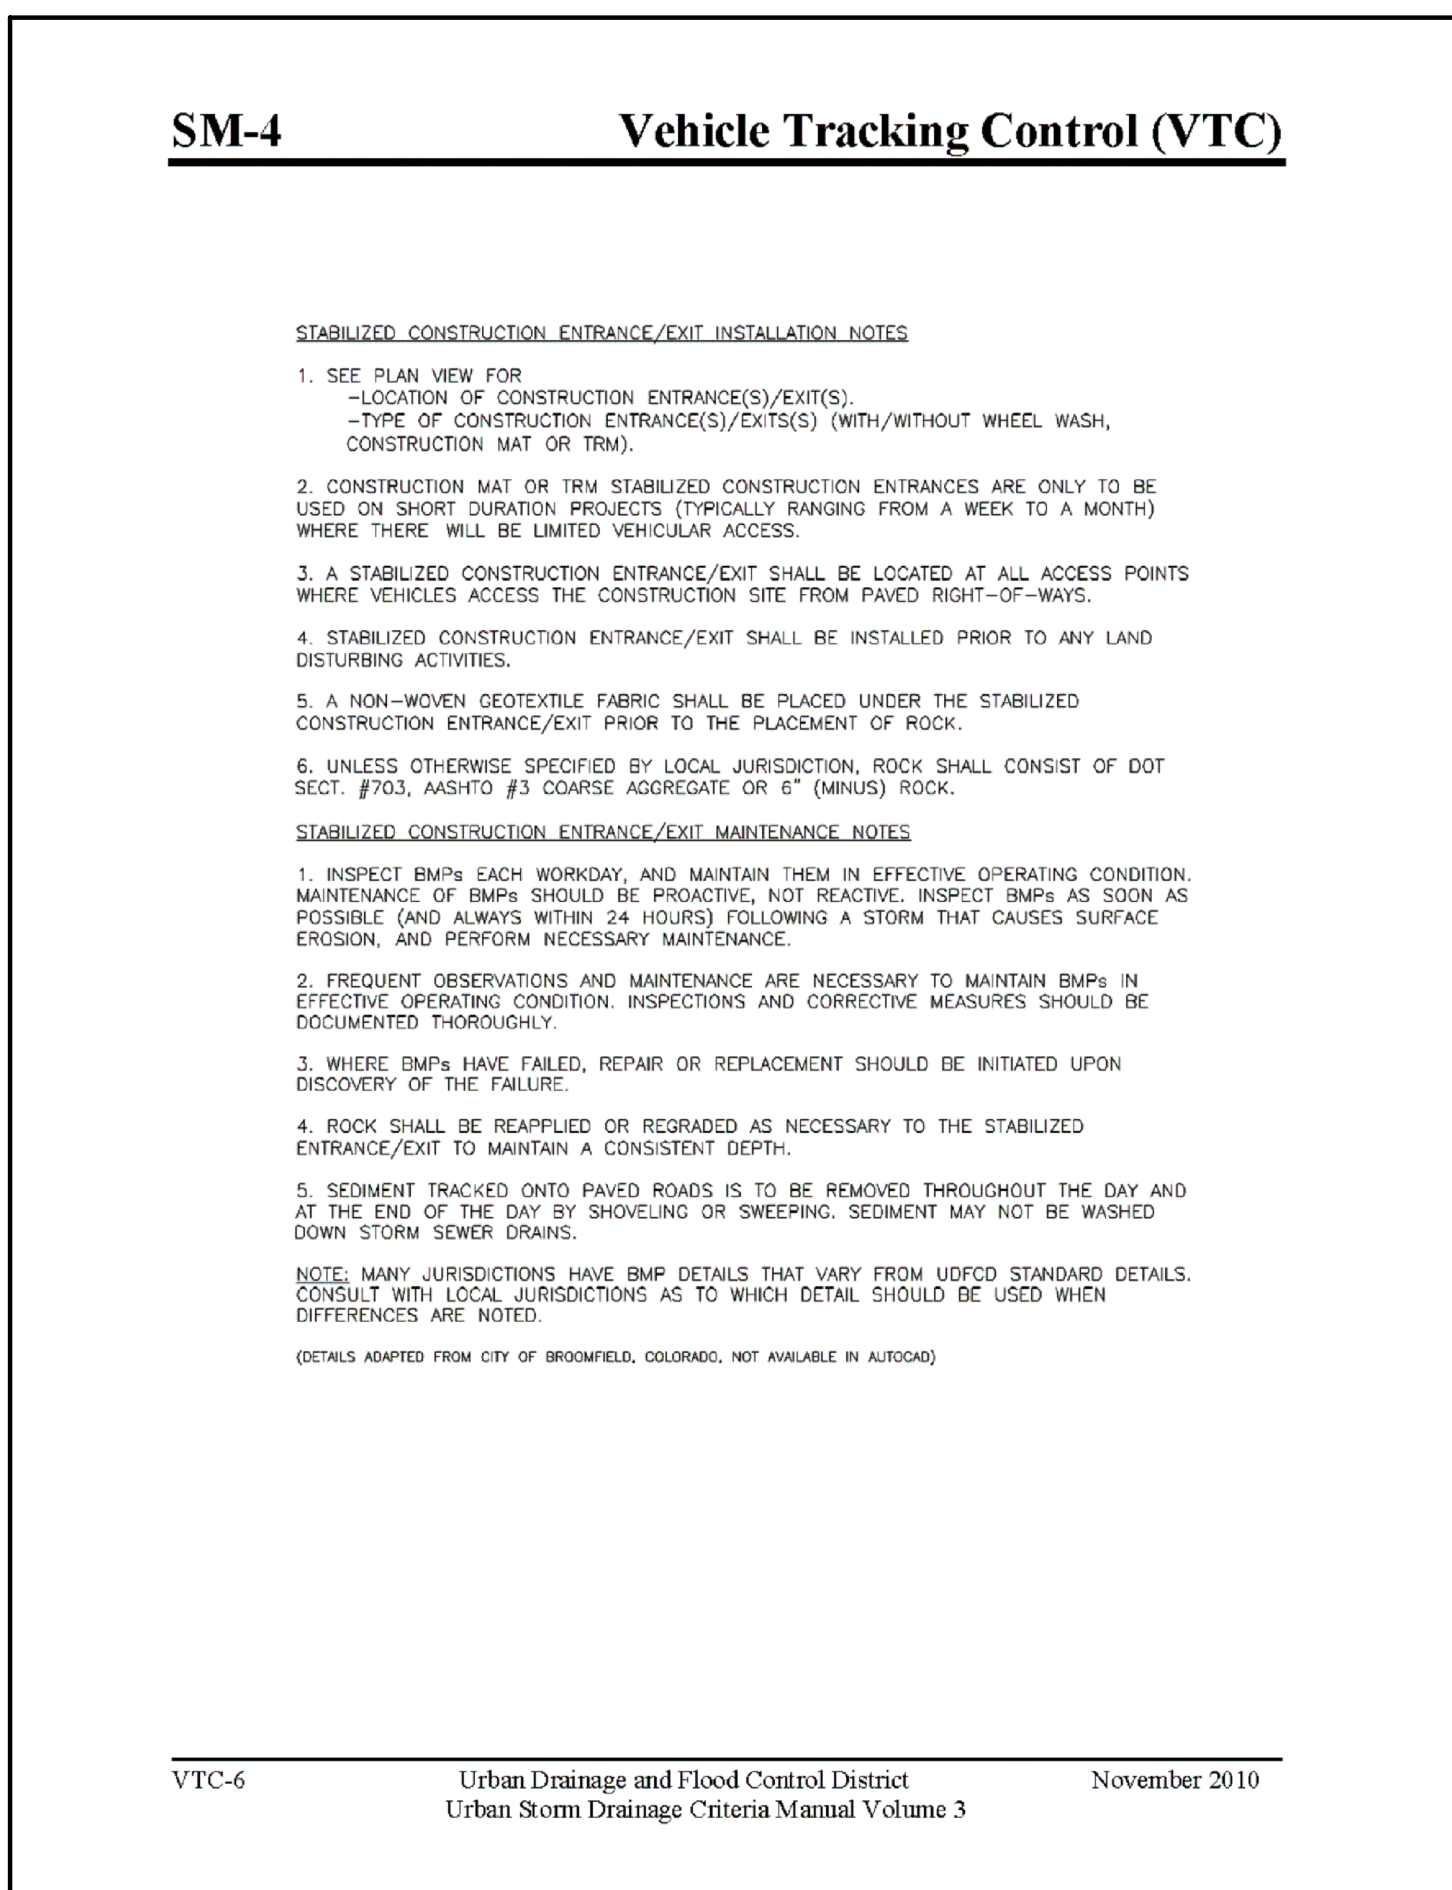 SM-4 Vehicle Tracking Control (VTC)
STABILIZED CONSTRUCTION ENTRANCE/EXIT INSTALLATION NOTES
1. SEE PLAN VIEW FOR
-LOCATION OF CONSTRUCTION ENTRANCE(S)/EXIT(S).
-TYPE OF CONSTRUCTION ENTRANCE(S)/EXITS(S) (WITH/WITHOUT WHEEL WASH,
CONSTRUCTION MAT OR TRM).
2. CONSTRUCTION MAT OR TRM STABILIZED CONSTRUCTION ENTRANCES ARE ONLY TO BE
USED ON SHORT DURATION PROJECTS (TYPICALLY RANGING FROM A WEEK TO A MONTH)
WHERE THERE WILL BE LIMITED VEHICULAR ACCESS.
3. A STABILIZED CONSTRUCTION ENTRANCE/EXIT SHALL BE LOCATED AT ALL ACCESS POINTS
WHERE VEHICLES ACCESS THE CONSTRUCTION SITE FROM PAVED RIGHT-OF-WAYS.
4. STABILIZED CONSTRUCTION ENTRANCE/EXIT SHALL BE INSTALLED PRIOR TO ANY LAND
DISTURBING ACTIVITIES.
5. A NON-WOVEN GEOTEXTILE FABRIC SHALL BE PLACED UNDER THE STABILIZED
CONSTRUCTION ENTRANCE/EXIT PRIOR TO THE PLACEMENT OF ROCK.
6. UNLESS OTHERWISE SPECIFIED BY LOCAL JURISDICTION, ROCK SHALL CONSIST OF DOT
SECT. #703, AASHTO #3 COARSE AGGREGATE OR 6" (MINUS) ROCK.
STABILIZED CONSTRUCTION ENTRANCE/EXIT MAINTENANCE NOTES
1. INSPECT BMPs EACH WORKDAY, AND MAINTAIN THEM IN EFFECTIVE OPERATING CONDITION.
MAINTENANCE OF BMPs SHOULD BE PROACTIVE, NOT REACTIVE. INSPECT BMPs AS SOON AS
POSSIBLE (AND ALWAYS WITHIN 24 HOURS) FOLLOWING A STORM THAT CAUSES SURFACE
EROSION, AND PERFORM NECESSARY MAINTENANCE.
2. FREQUENT OBSERVATIONS AND MAINTENANCE ARE NECESSARY TO MAINTAIN BMPs IN
EFFECTIVE OPERATING CONDITION. INSPECTIONS AND CORRECTIVE MEASURES SHOULD BE
DOCUMENTED THOROUGHLY.
3. WHERE BMPs HAVE FAILED, REPAIR OR REPLACEMENT SHOULD BE INITIATED UPON
DISCOVERY OF THE FAILURE.
4. ROCK SHALL BE REAPPLIED OR REGRADED AS NECESSARY TO THE STABILIZED
ENTRANCE/EXIT TO MAINTAIN A CONSISTENT DEPTH.
5. SEDIMENT TRACKED ONTO PAVED ROADS IS TO BE REMOVED THROUGHOUT THE DAY AND
AT THE END OF THE DAY BY SHOVELING OR SWEEPING. SEDIMENT MAY NOT BE WASHED
DOWN STORM SEWER DRAINS.
NOTE: MANY JURISDICTIONS HAVE BMP DETAILS THAT VARY FROM UDFCD STANDARD DETAILS.
CONSULT WITH LOCAL JURISDICTIONS AS TO WHICH DETAIL SHOULD BE USED WHEN
DIFFERENCES ARE NOTED.
(DETAILS ADAPTED FROM CITY OF BROOMFIELD, COLORADO, NOT AVAILABLE IN AUTOCAD)
VTC-6 Urban Drainage and Flood Control District November 2010
Urban Storm Drainage Criteria Manual Volume 3